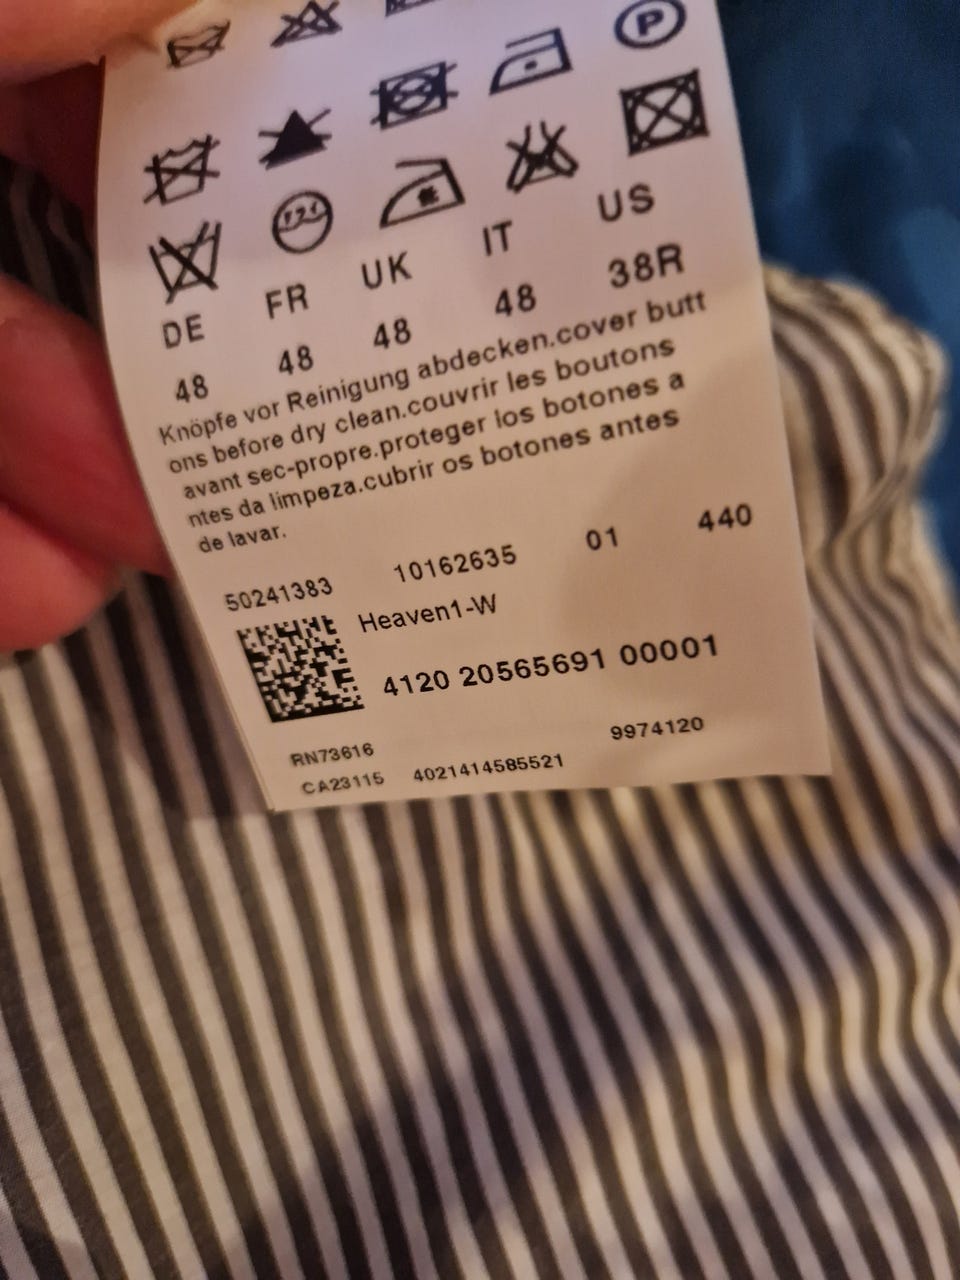 P
DE FR UK IT US
48 48 48 48 38R
Knöpfe vor Reinigung abdecken.cover butt
ons before dry clean.couvrir les boutons
avant sec-propre.proteger los botones a
ntes da limpeza.cubrir os botones antes
de lavar.
50241383 10162635 01 440
Heaven1-W
4120 20565691 00001
RN73616 9974120
CA23115 4021414585521